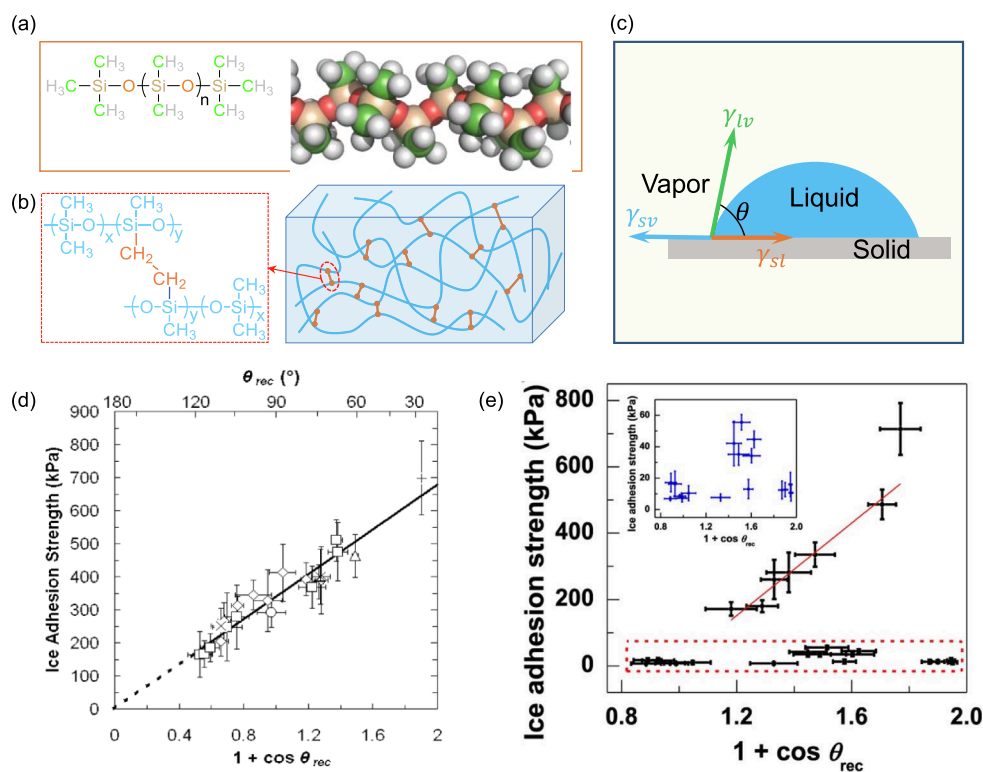 (a)
CH₃ CH₃ CH₃
H₃C—Si—O—(Si—O)n—Si—CH₃
CH₃ CH₃ CH₃
(b)
CH₃ CH₃
(Si—O)x(Si—O)y
CH₃ CH₂
CH₂ CH₃
(O—Si)y(O—Si)x
CH₃ CH₃
(c)
γlv
Vapor
Liquid
θ
γsv
γsl
Solid
(d)
θ rec (°)
180 120 90 60 30
Ice Adhesion Strength (kPa)
900
800
700
600
500
400
300
200
100
0
0 0.4 0.8 1.2 1.6 2
1 + cos θ rec
(e)
Ice adhesion strength (kPa)
800
600
400
200
0
0.8 1.2 1.6 2.0
1 + cos θrec
Ice adhesion strength (kPa)
60
40
20
0
0.8 1.2 1.6 2.0
1 + cos θrec